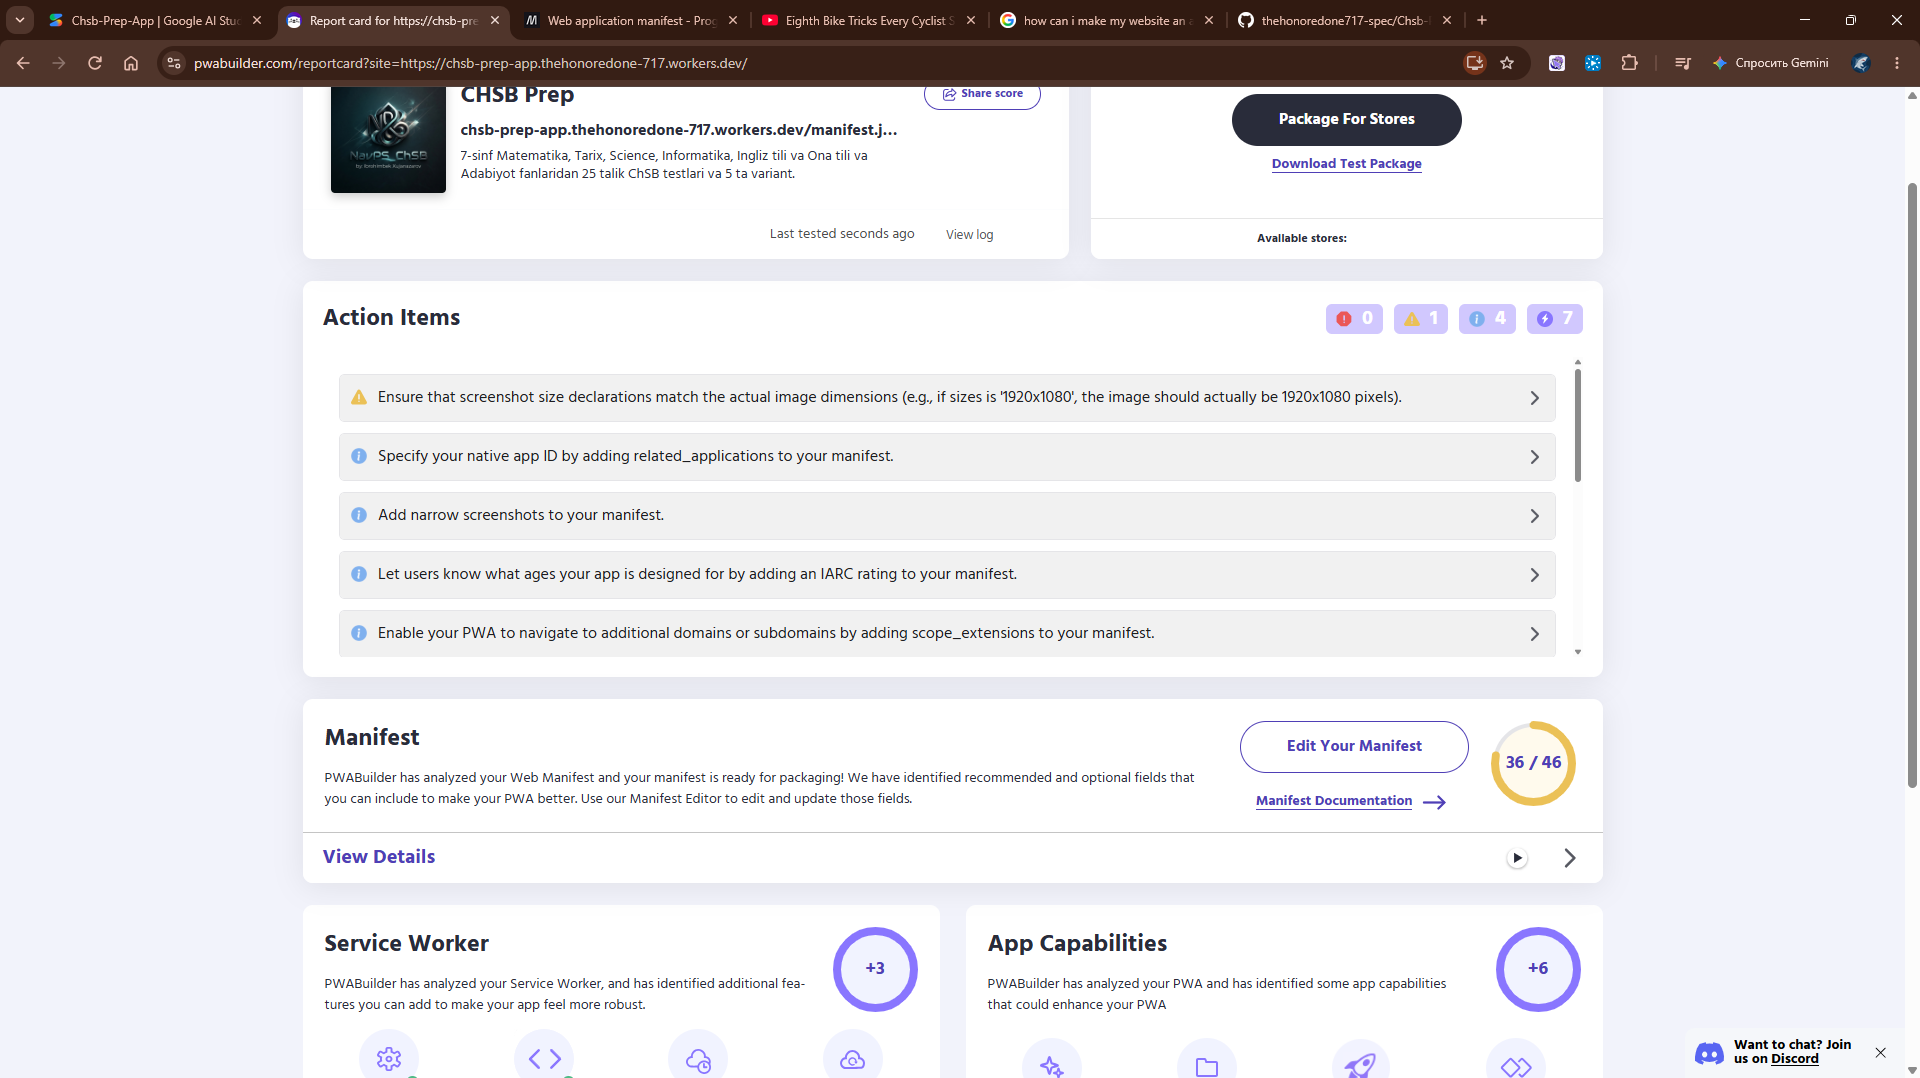 Chsb-Prep-App | Google AI Stu
Report card for https://chsb-pre
Web application manifest - Prog
Eighth Bike Tricks Every Cyclist S
how can i make my website an a
thehonoredone717-spec/Chsb-
pwabuilder.com/reportcard?site=https://chsb-prep-app.thehonoredone-717.workers.dev/
Спросить Gemini
CHSB Prep
Share score
chsb-prep-app.thehonoredone-717.workers.dev/manifest.j...
7-sinf Matematika, Tarix, Science, Informatika, Ingliz tili va Ona tili va
Adabiyot fanlaridan 25 talik ChSB testlari va 5 ta variant.
NavPS_ChSB
Last tested seconds ago
View log
Package For Stores
Download Test Package
Available stores:
Action Items
0
1
4
7
Ensure that screenshot size declarations match the actual image dimensions (e.g., if sizes is '1920x1080', the image should actually be 1920x1080 pixels).
Specify your native app ID by adding related_applications to your manifest.
Add narrow screenshots to your manifest.
Let users know what ages your app is designed for by adding an IARC rating to your manifest.
Enable your PWA to navigate to additional domains or subdomains by adding scope_extensions to your manifest.
Manifest
PWABuilder has analyzed your Web Manifest and your manifest is ready for packaging! We have identified recommended and optional fields that
you can include to make your PWA better. Use our Manifest Editor to edit and update those fields.
Edit Your Manifest
Manifest Documentation
36 / 46
View Details
Service Worker
PWABuilder has analyzed your Service Worker, and has identified additional fea-
tures you can add to make your app feel more robust.
+3
App Capabilities
PWABuilder has analyzed your PWA and has identified some app capabilities
that could enhance your PWA
+6
Want to chat? Join
us on Discord